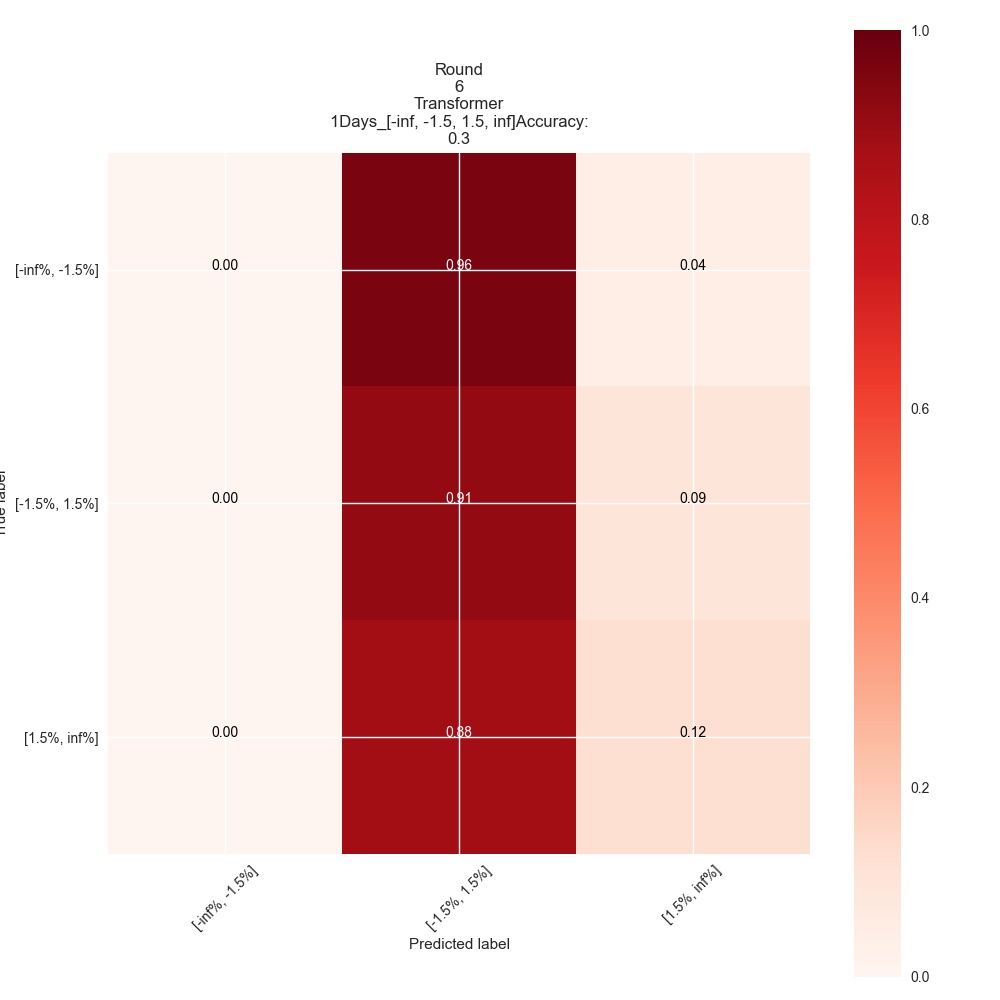 Round
6
Transformer
1Days_[-inf, -1.5, 1.5, inf]Accuracy:
0.3
1.0
0.8
0.6
0.4
0.2
0.0
[-inf%, -1.5%]
0.00
0.96
0.04
True label
[-1.5%, 1.5%]
0.00
0.91
0.09
[1.5%, inf%]
0.00
0.88
0.12
[-inf%, -1.5%]
[-1.5%, 1.5%]
[1.5%, inf%]
Predicted label